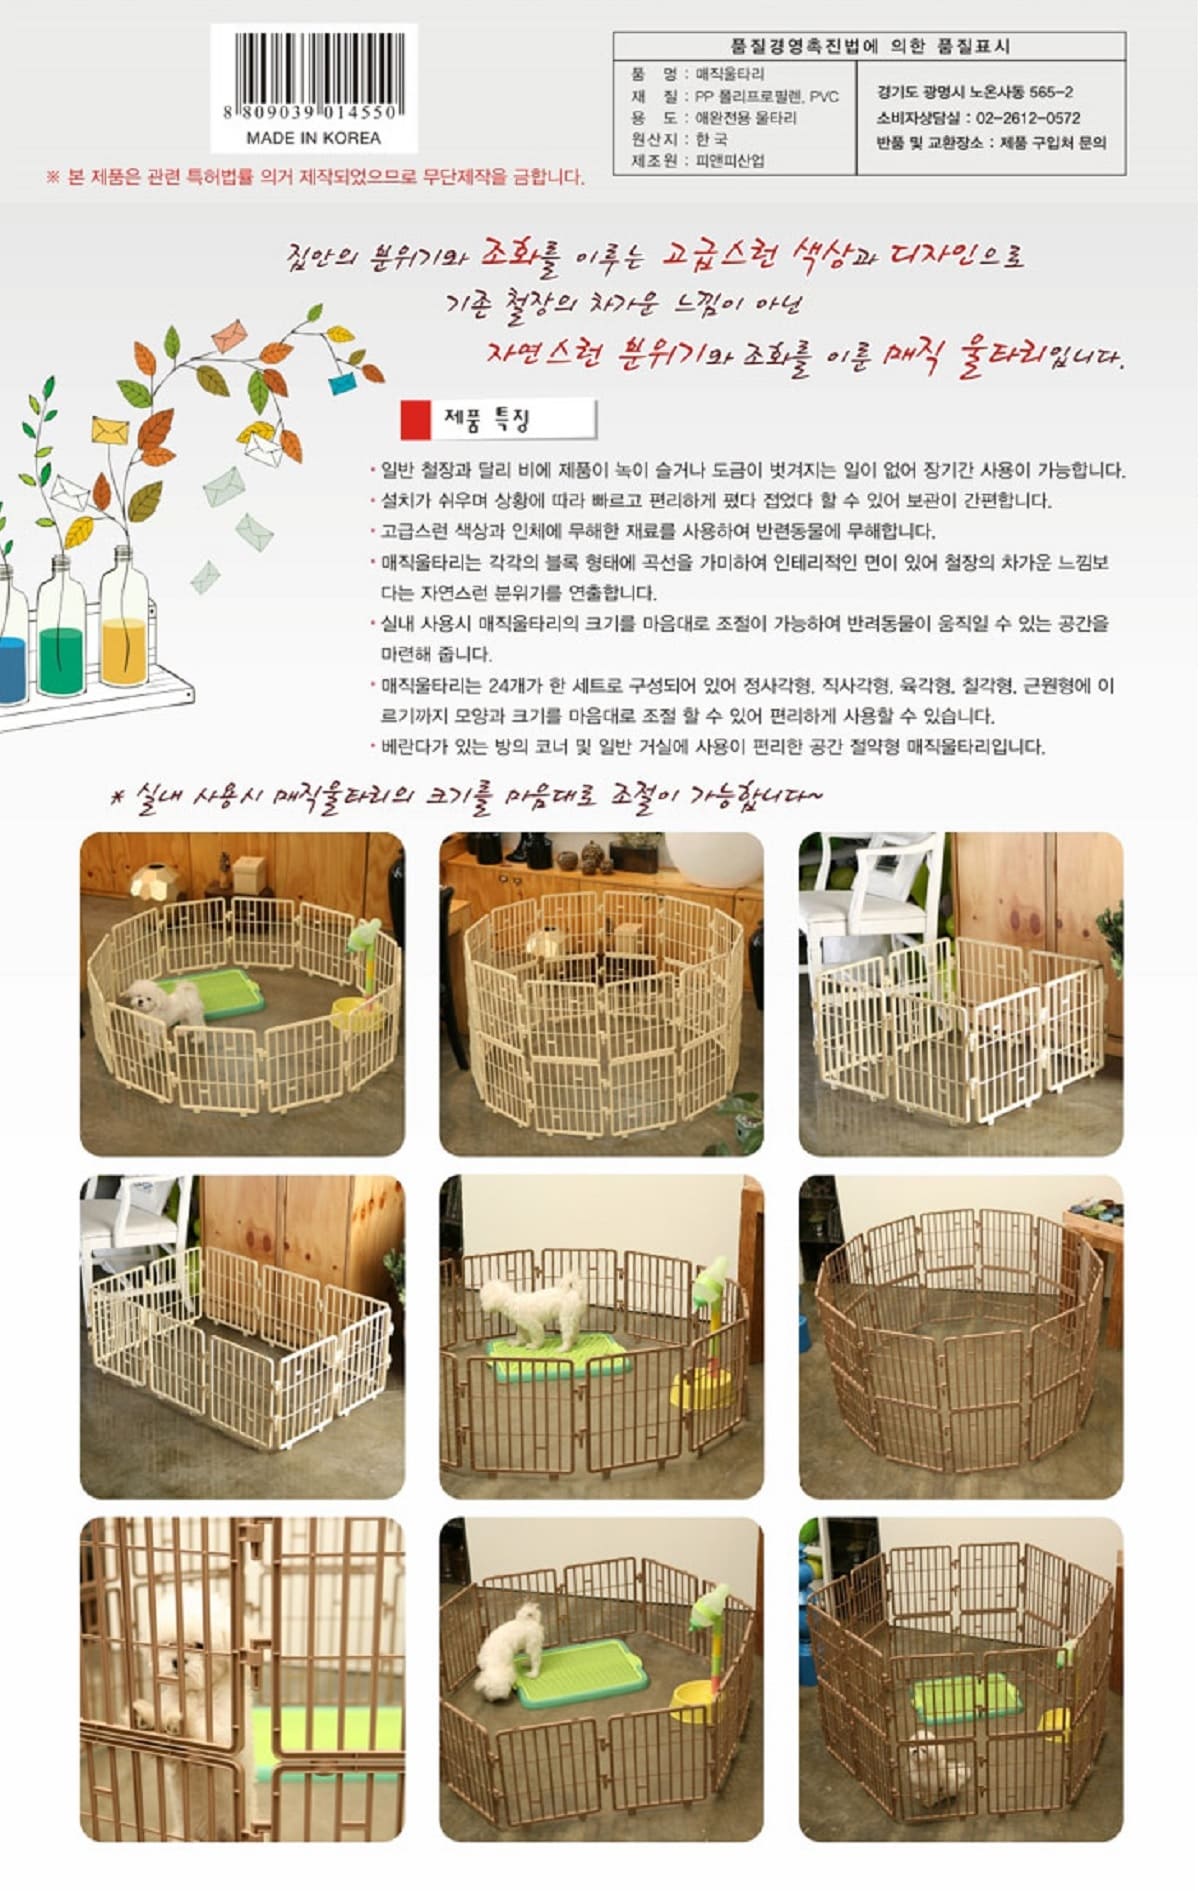 8 809039 014550
MADE IN KOREA
※ 본 제품은 관련 특허법률 의거 제작되었으므로 무단제작을 금합니다.
품질경영촉진법에 의한 품질표시
품 명 : 매직울타리
재 질 : PP 폴리프로필렌, PVC
용 도 : 애완전용 울타리
원산지 : 한 국
제조원 : 피앤피산업
경기도 광명시 노온사동 565-2
소비자상담실 : 02-2612-0572
반품 및 교환장소 : 제품 구입처 문의
집안의 분위기와 조화를 이루는 고급스런 색상과 디자인으로
기존 철장의 차가운 느낌이 아닌
자연스런 분위기와 조화를 이룬 매직 울타리입니다.
제품 특징
• 일반 철장과 달리 비에 제품이 녹이 슬거나 도금이 벗겨지는 일이 없어 장기간 사용이 가능합니다.
• 설치가 쉬우며 상황에 따라 빠르고 편리하게 폈다 접었다 할 수 있어 보관이 간편합니다.
• 고급스런 색상과 인체에 무해한 재료를 사용하여 반련동물에 무해합니다.
• 매직울타리는 각각의 블록 형태에 곡선을 가미하여 인테리적인 면이 있어 철장의 차가운 느낌보
다는 자연스런 분위기를 연출합니다.
• 실내 사용시 매직울타리의 크기를 마음대로 조절이 가능하여 반려동물이 움직일 수 있는 공간을
마련해 줍니다.
• 매직울타리는 24개가 한 세트로 구성되어 있어 정사각형, 직사각형, 육각형, 칠각형, 근원형에 이
르기까지 모양과 크기를 마음대로 조절 할 수 있어 편리하게 사용할 수 있습니다.
• 베란다가 있는 방의 코너 및 일반 거실에 사용이 편리한 공간 절약형 매직울타리입니다.
* 실내 사용시 매직울타리의 크기를 마음대로 조절이 가능합니다~